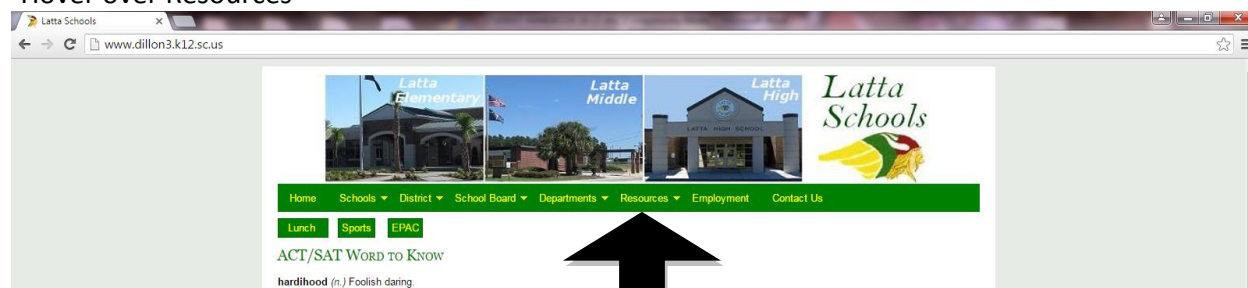 Hover over Resources
Latta Schools
www.dillon3.k12.sc.us
Latta
Elementary
Latta
Middle
Latta
High
LATTA HIGH SCHOOL
Latta
Schools
Home Schools District School Board Departments Resources Employment Contact Us
Lunch Sports EPAC
ACT/SAT WORD TO KNOW
hardihood (n.) Foolish daring.